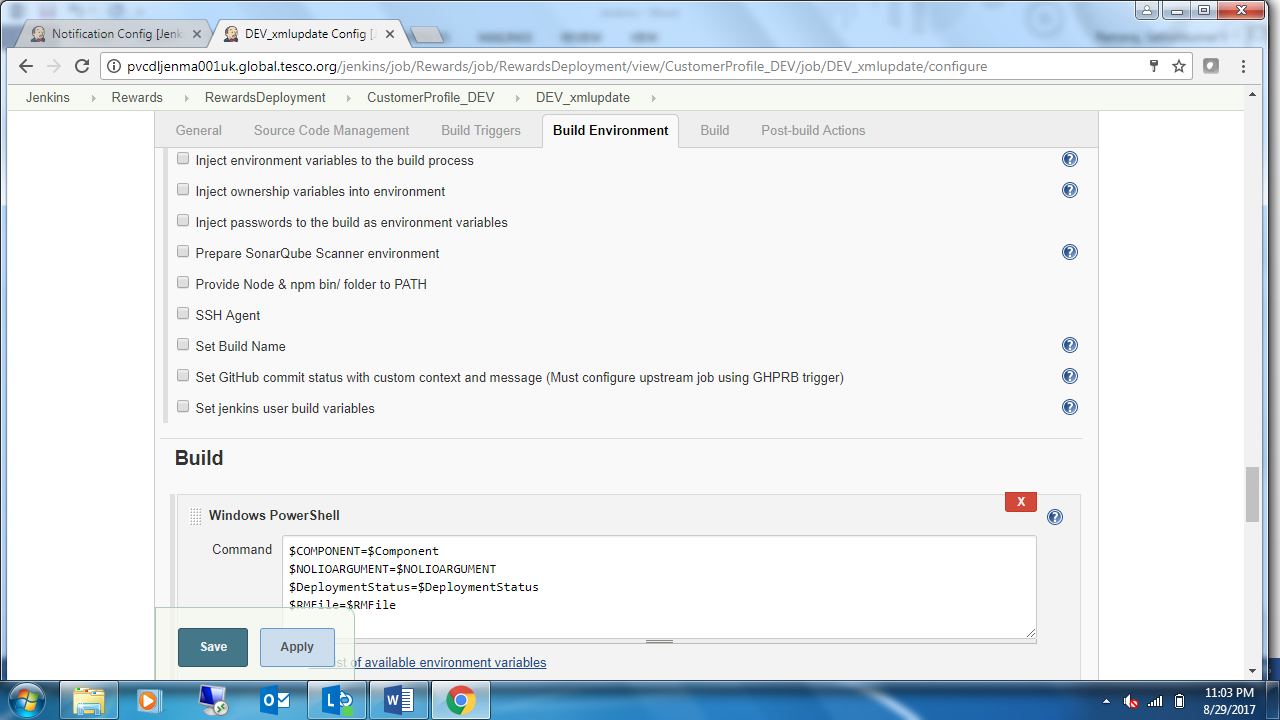 Notification Config [Jenk
DEV_xmlupdate Config [J
pvcdljenma001uk.global.tesco.org/jenkins/job/Rewards/job/RewardsDeployment/view/CustomerProfile_DEV/job/DEV_xmlupdate/configure
Jenkins Rewards RewardsDeployment CustomerProfile_DEV DEV_xmlupdate
General Source Code Management Build Triggers Build Environment Build Post-build Actions
Inject environment variables to the build process
Inject ownership variables into environment
Inject passwords to the build as environment variables
Prepare SonarQube Scanner environment
Provide Node & npm bin/ folder to PATH
SSH Agent
Set Build Name
Set GitHub commit status with custom context and message (Must configure upstream job using GHPRB trigger)
Set jenkins user build variables
Build
X
Windows PowerShell
Command
$COMPONENT=$Component
$NOLIOARGUMENT=$NOLIOARGUMENT
$DeploymentStatus=$DeploymentStatus
$RMFile=$RMFile
Save Apply
of available environment variables
11:03 PM
8/29/2017